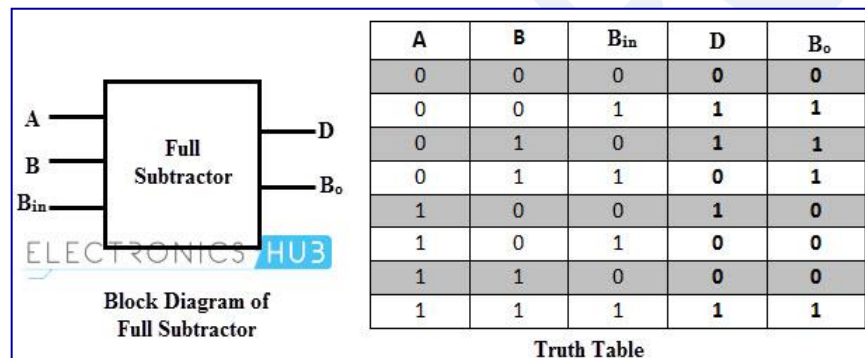 A
B
Bin
Full
Subtractor
D
Bo
ELECTRONICS HUB
Block Diagram of
Full Subtractor
A B Bin D Bo
0 0 0 0 0
0 0 1 1 1
0 1 0 1 1
0 1 1 0 1
1 0 0 1 0
1 0 1 0 0
1 1 0 0 0
1 1 1 1 1
Truth Table